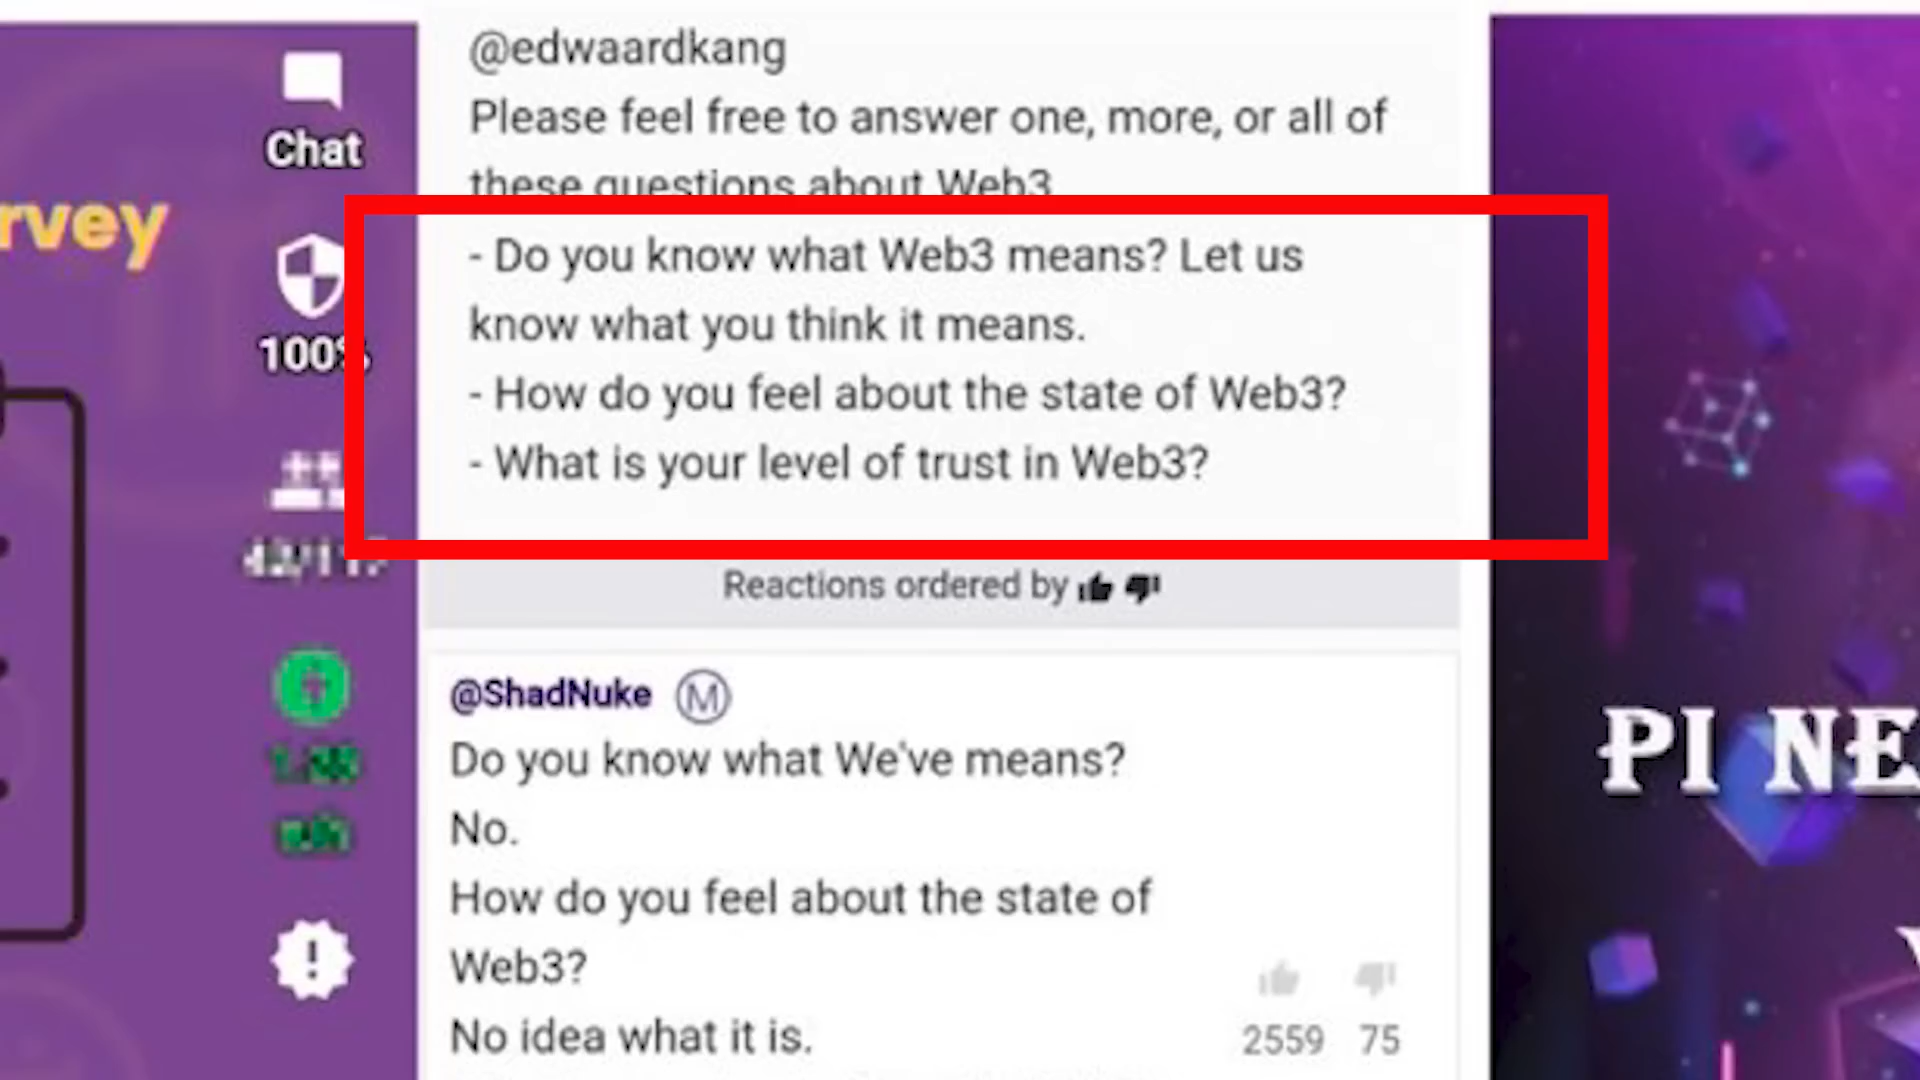 @edwaardkang
Please feel free to answer one, more, or all of
these questions about Web3
- Do you know what Web3 means? Let us
know what you think it means.
- How do you feel about the state of Web3?
- What is your level of trust in Web3?
Reactions ordered by
@ShadNuke M
Do you know what We've means?
No.
How do you feel about the state of
Web3?
No idea what it is.
2559 75
rvey
Chat
100%
PI NE